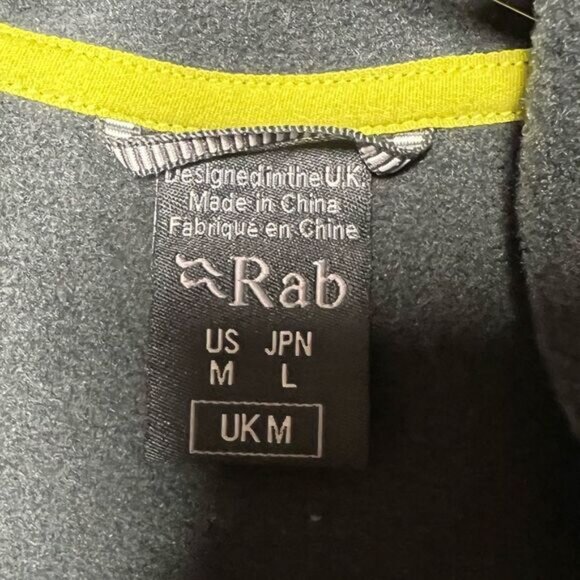 Designed in the U.K.
Made in China
Fabriqué en Chine
Rab
US JPN
M L
UK M